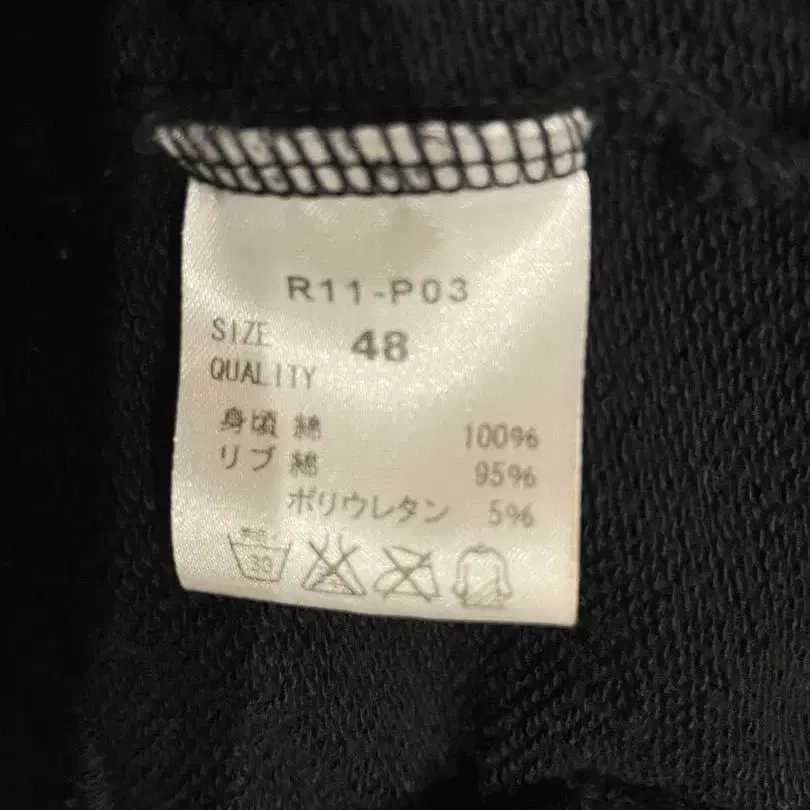 R11-P03
SIZE 48
QUALITY
身頃 綿 100%
リブ 綿 95%
ポリウレタン 5%
30